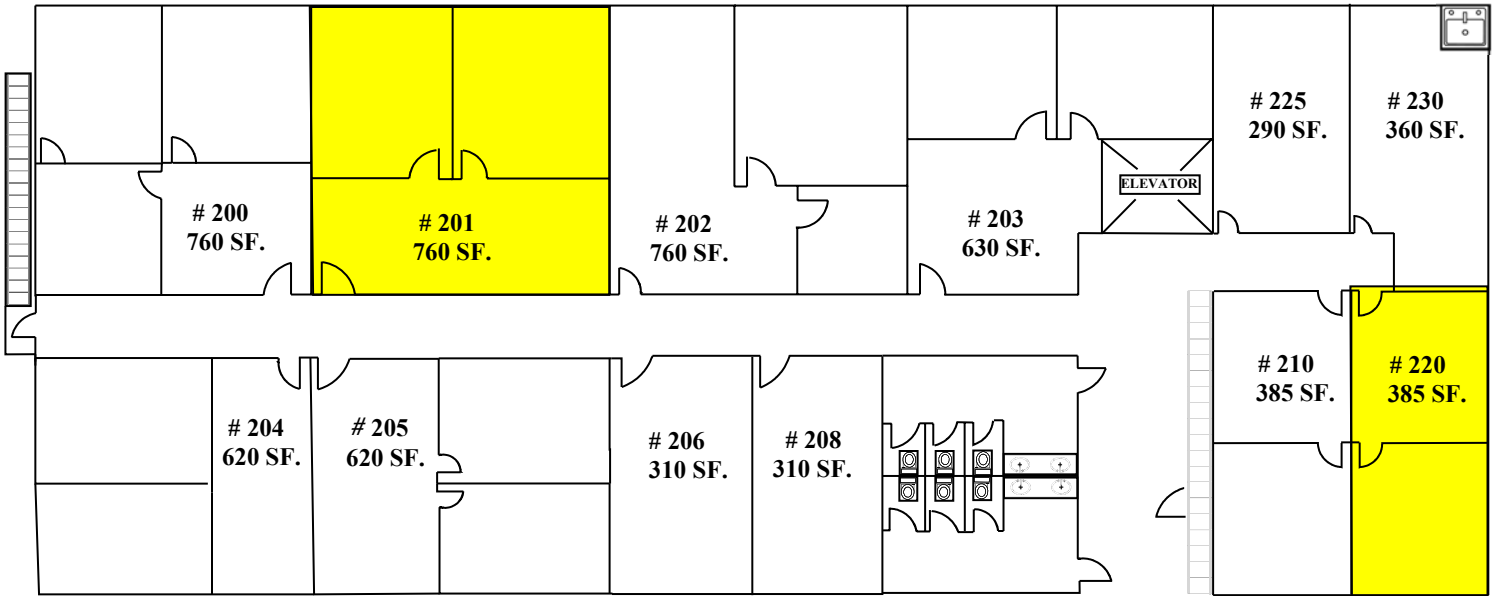 # 225
290 SF.
# 230
360 SF.
ELEVATOR
# 200
760 SF.
# 201
760 SF.
# 202
760 SF.
# 203
630 SF.
# 210
385 SF.
# 220
385 SF.
# 204
620 SF.
# 205
620 SF.
# 206
310 SF.
# 208
310 SF.